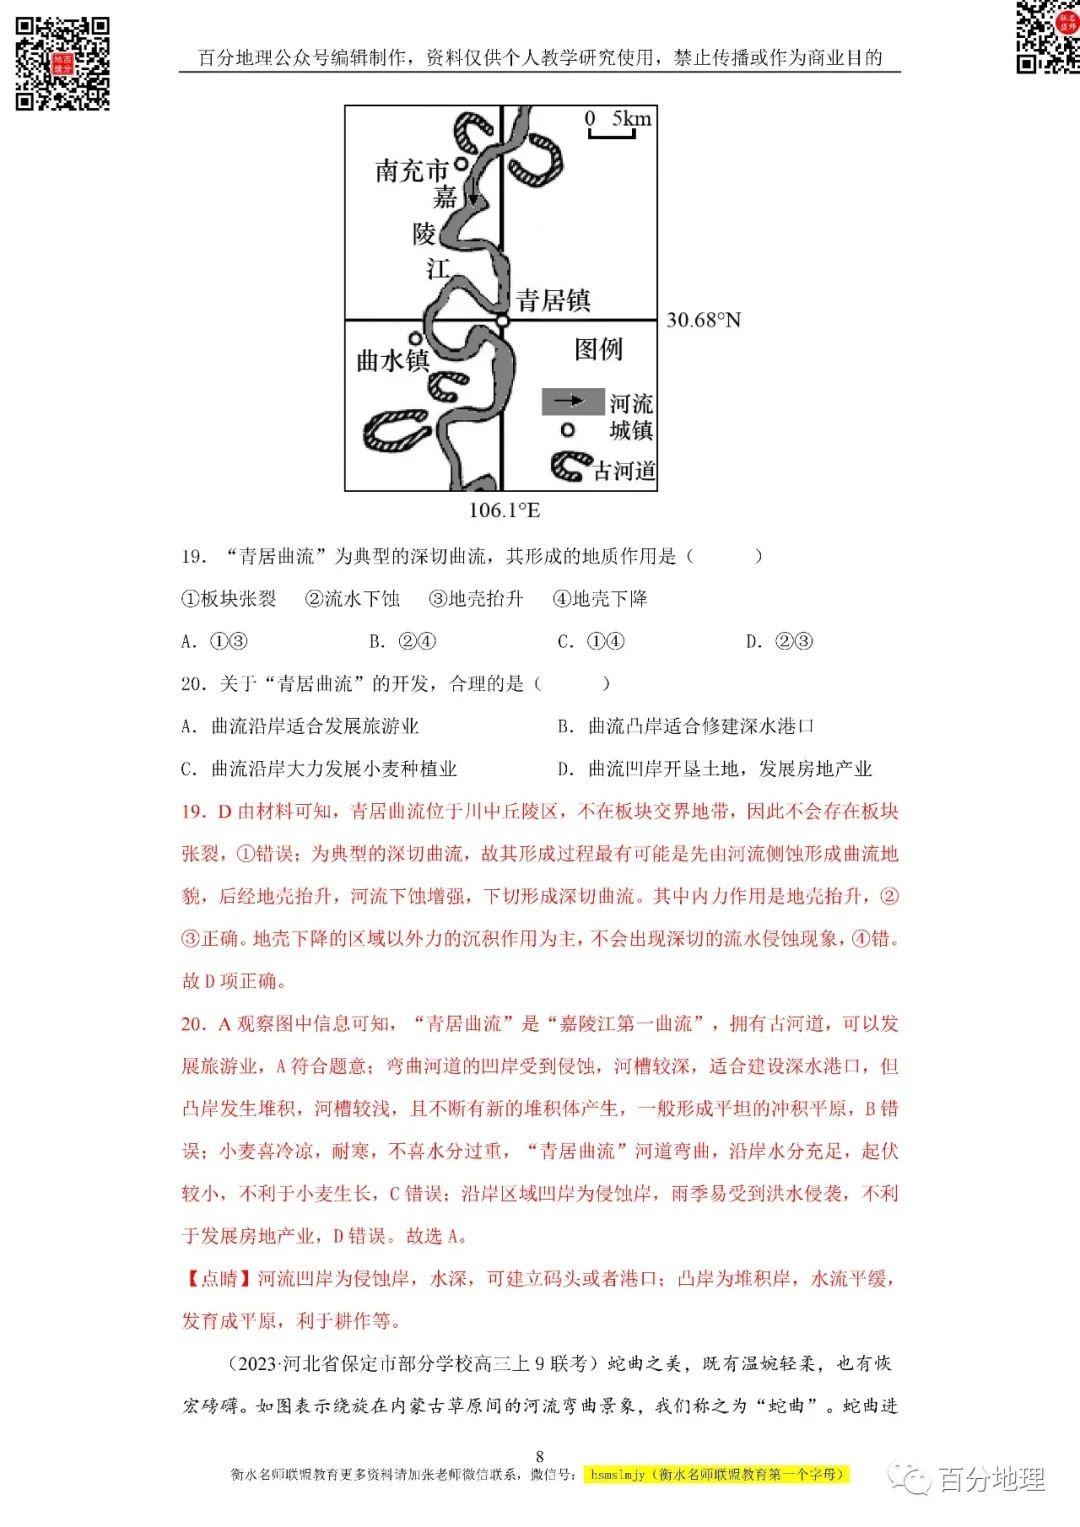 百分地理公众号编辑制作，资料仅供个人教学研究使用，禁止传播或作为商业目的
百分
地理
联名
盟师
0 5km
南充市
嘉
陵
江
青居镇
30.68°N
曲水镇
图例
河流
城镇
古河道
106.1°E
19．“青居曲流”为典型的深切曲流，其形成的地质作用是（ ）
①板块张裂 ②流水下蚀 ③地壳抬升 ④地壳下降
A．①③ B．②④ C．①④ D．②③
20．关于“青居曲流”的开发，合理的是（ ）
A．曲流沿岸适合发展旅游业 B．曲流凸岸适合修建深水港口
C．曲流沿岸大力发展小麦种植业 D．曲流凹岸开垦土地，发展房地产业
19．D 由材料可知，青居曲流位于川中丘陵区，不在板块交界地带，因此不会存在板块
张裂，①错误；为典型的深切曲流，故其形成过程最有可能是先由河流侧蚀形成曲流地
貌，后经地壳抬升，河流下蚀增强，下切形成深切曲流。其中内力作用是地壳抬升，②
③正确。地壳下降的区域以外力的沉积作用为主，不会出现深切的流水侵蚀现象，④错。
故 D 项正确。
20．A 观察图中信息可知，“青居曲流”是“嘉陵江第一曲流”，拥有古河道，可以发
展旅游业，A 符合题意；弯曲河道的凹岸受到侵蚀，河槽较深，适合建设深水港口，但
凸岸发生堆积，河槽较浅，且不断有新的堆积体产生，一般形成平坦的冲积平原，B 错
误；小麦喜冷凉，耐寒，不喜水分过重，“青居曲流”河道弯曲，沿岸水分充足，起伏
较小，不利于小麦生长，C 错误；沿岸区域凹岸为侵蚀岸，雨季易受到洪水侵袭，不利
于发展房地产业，D 错误。故选 A。
【点睛】河流凹岸为侵蚀岸，水深，可建立码头或者港口；凸岸为堆积岸，水流平缓，
发育成平原，利于耕作等。
（2023·河北省保定市部分学校高三上 9 联考）蛇曲之美，既有温婉轻柔，也有恢
宏磅礴。如图表示绕旋在内蒙古草原间的河流弯曲景象，我们称之为“蛇曲”。蛇曲进
8
衡水名师联盟教育更多资料请加张老师微信联系，微信号： hsmslmjy（衡水名师联盟教育第一个字母）
百分地理